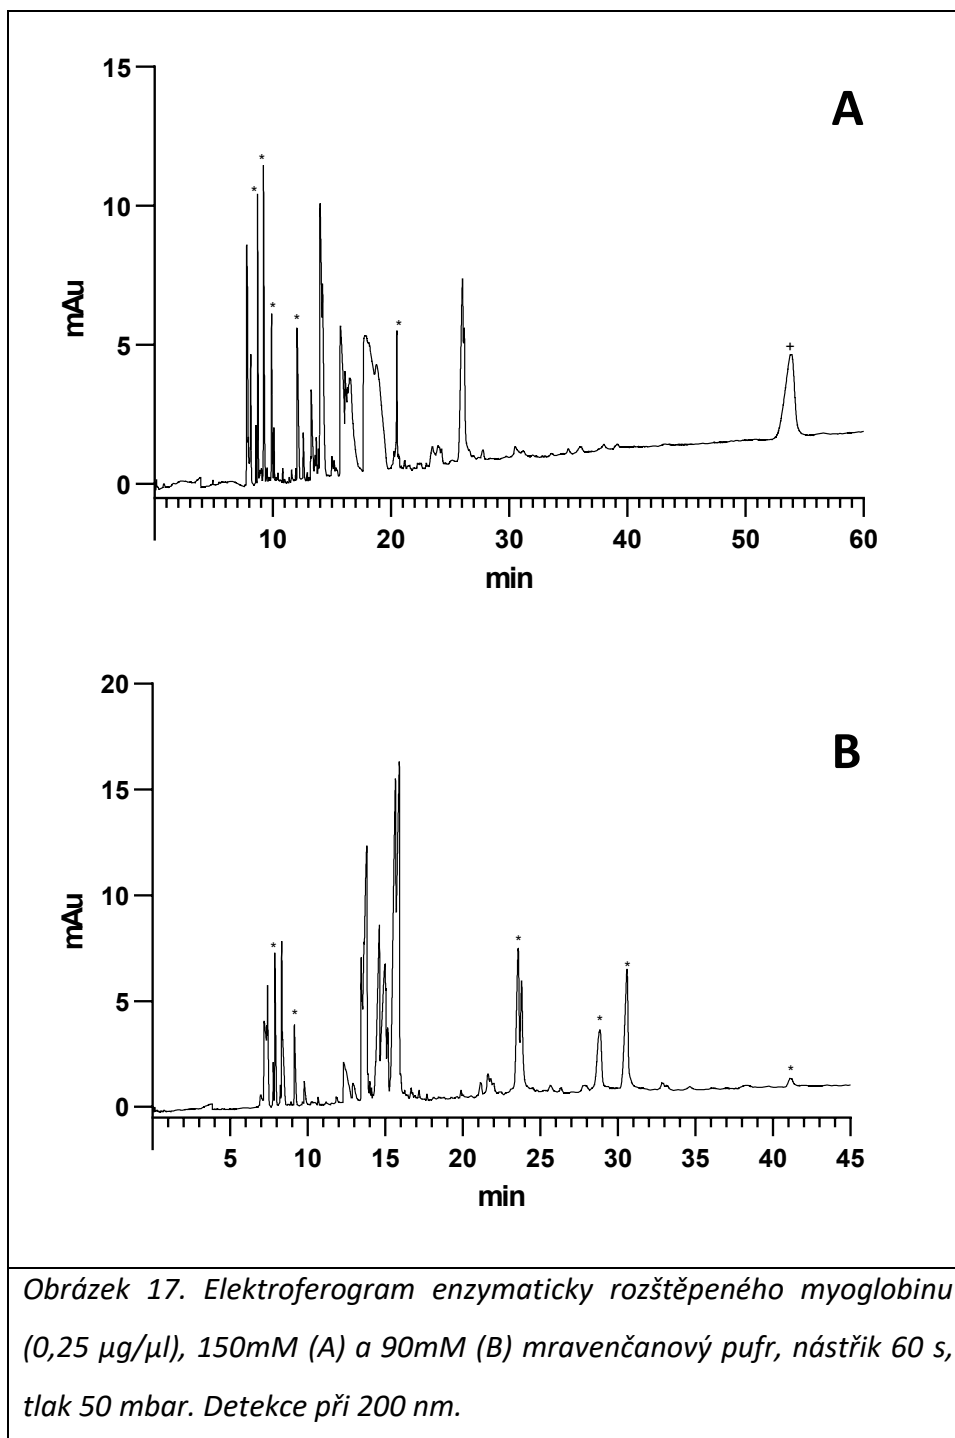 A
15
10
5
0
mAu
* * * * * * +
10 20 30 40 50 60
min
B
20
15
10
5
0
mAu
* * * * * *
5 10 15 20 25 30 35 40 45
min
Obrázek 17. Elektroferogram enzymaticky rozštěpeného myoglobinu
(0,25 µg/µl), 150mM (A) a 90mM (B) mravenčanový pufr, nástřik 60 s,
tlak 50 mbar. Detekce při 200 nm.